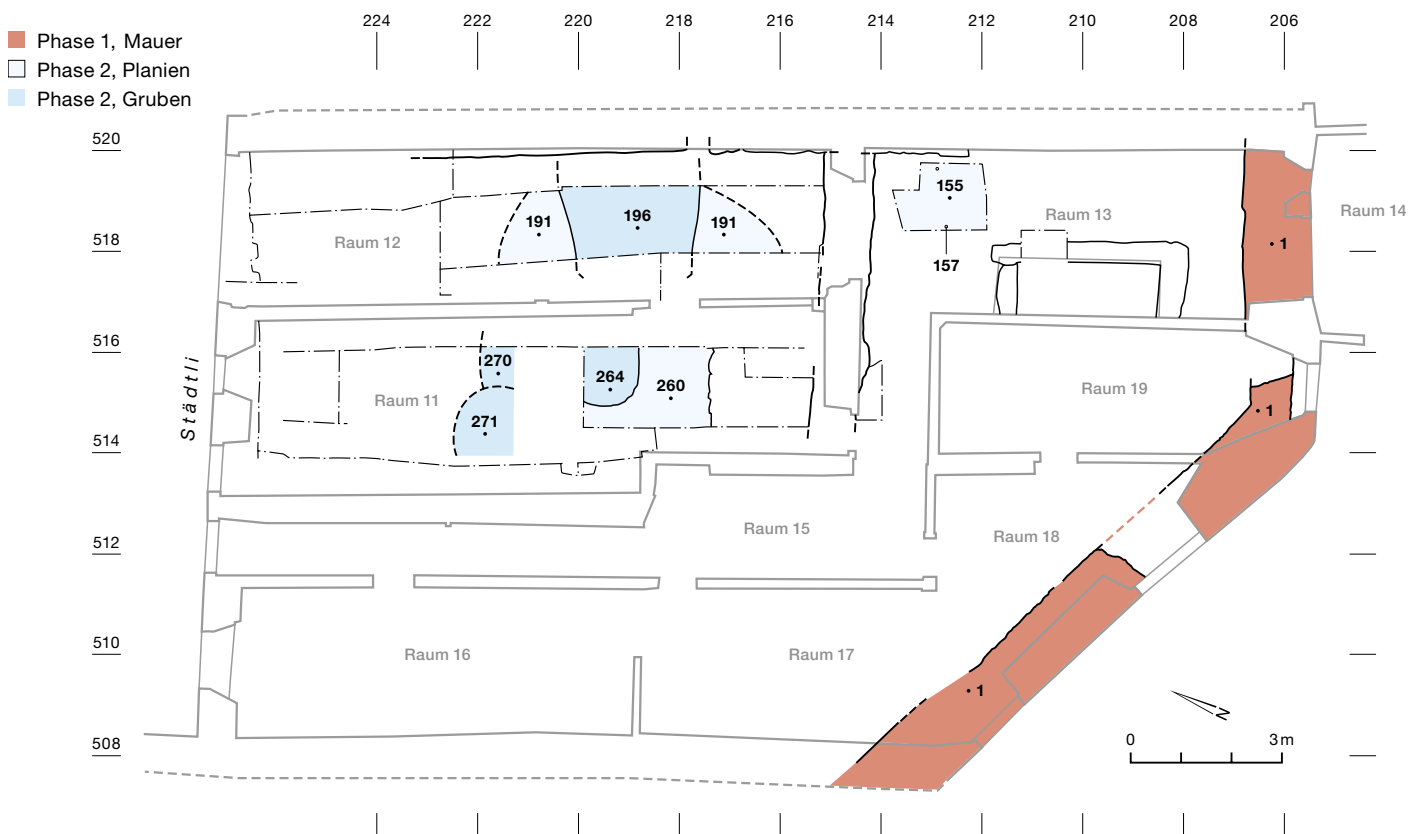 224 222 220 218 216 214 212 210 208 206
Phase 1, Mauer
Phase 2, Planien
Phase 2, Gruben
520
155
191 196 191 Raum 13 Raum 14
518 Raum 12 1
157
516
270
264 260 Raum 19
Städtli Raum 11 1
271
514
Raum 15 Raum 18
512
510 Raum 16 Raum 17
1
N
508 0 3 m